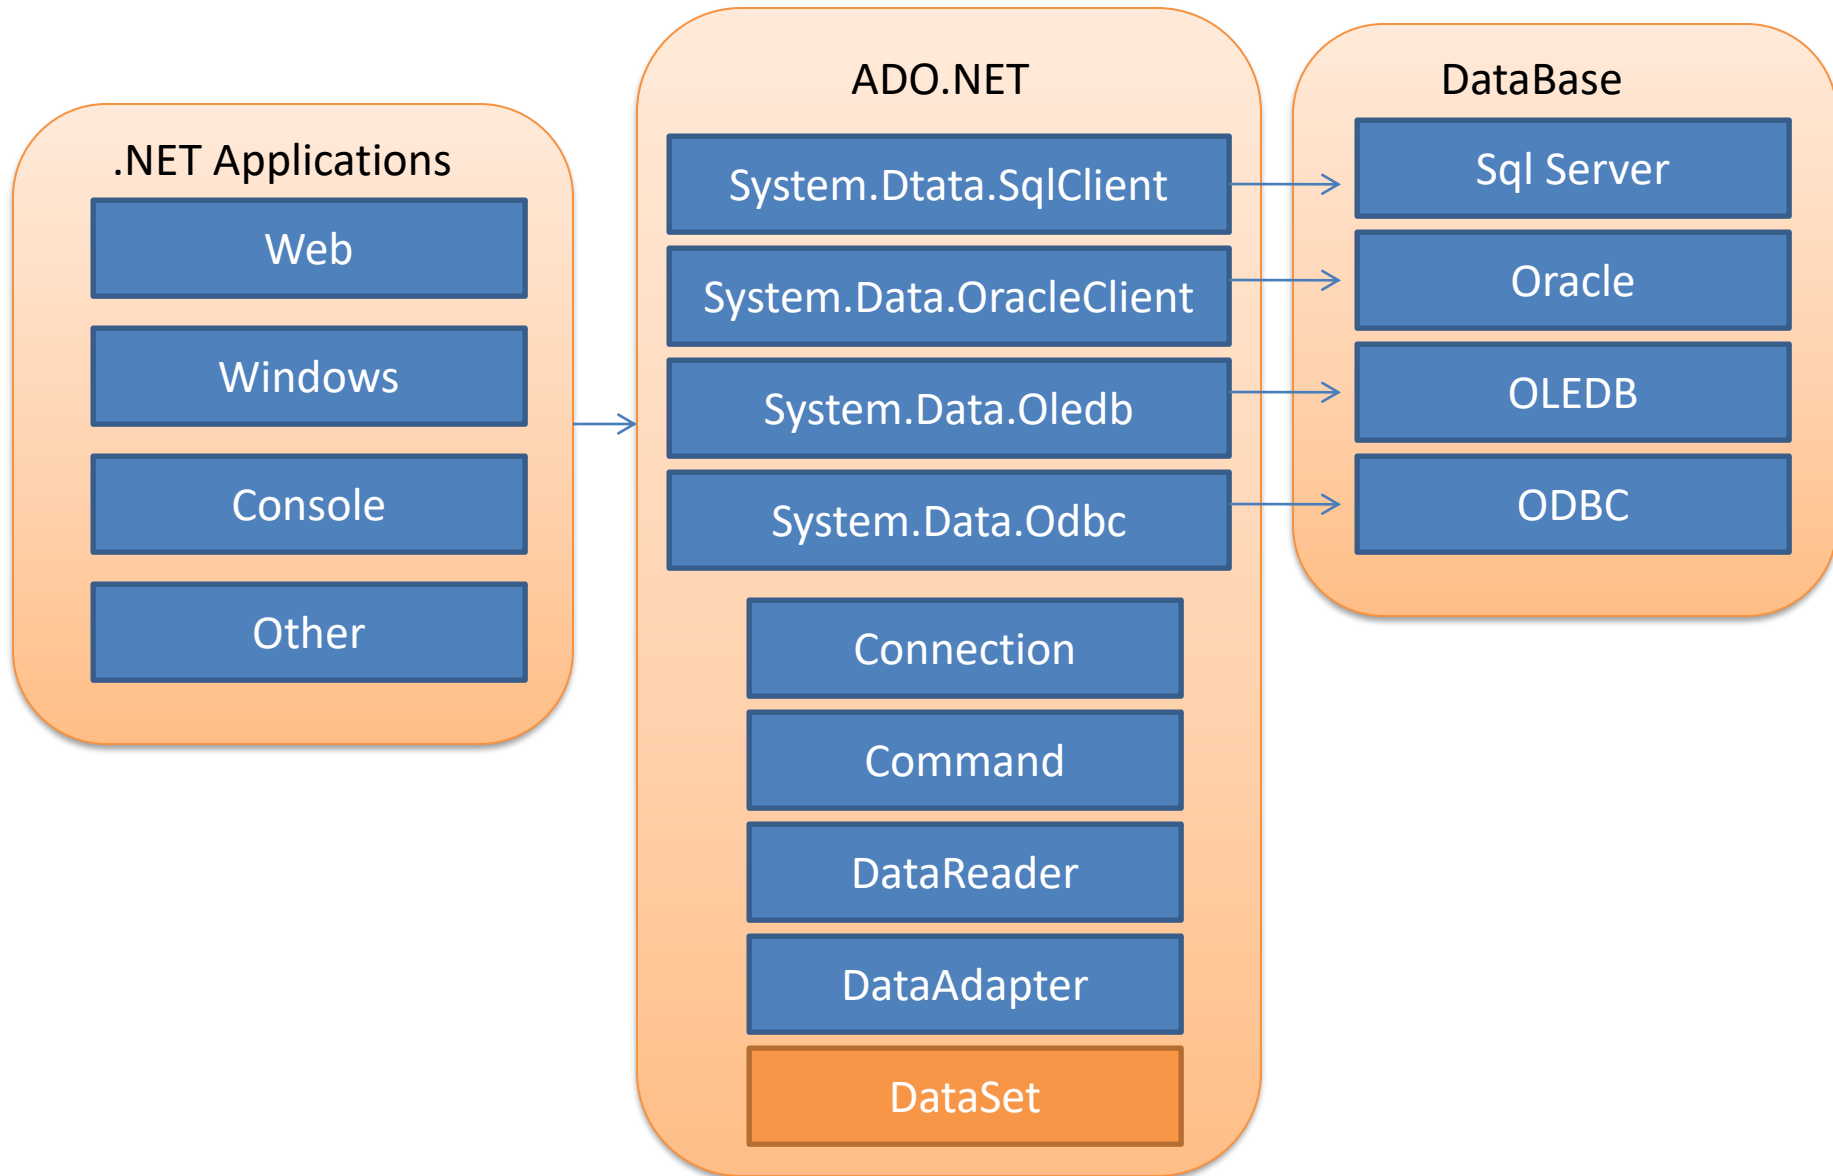 .NET Applications
Web
Windows
Console
Other
ADO.NET
System.Dtata.SqlClient
System.Data.OracleClient
System.Data.Oledb
System.Data.Odbc
Connection
Command
DataReader
DataAdapter
DataSet
DataBase
Sql Server
Oracle
OLEDB
ODBC